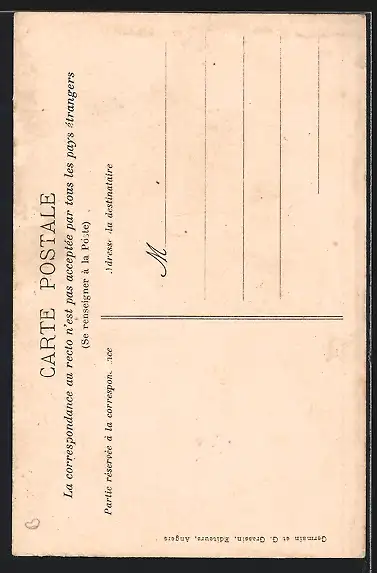 CARTE POSTALE
La correspondance au recto n'est pas acceptée par tous les pays étrangers
(Se renseigner à la Poste)
Partie réservée à la correspondance
Adresse du destinataire
M
Germain et G. Grassin, Editeurs, Angers